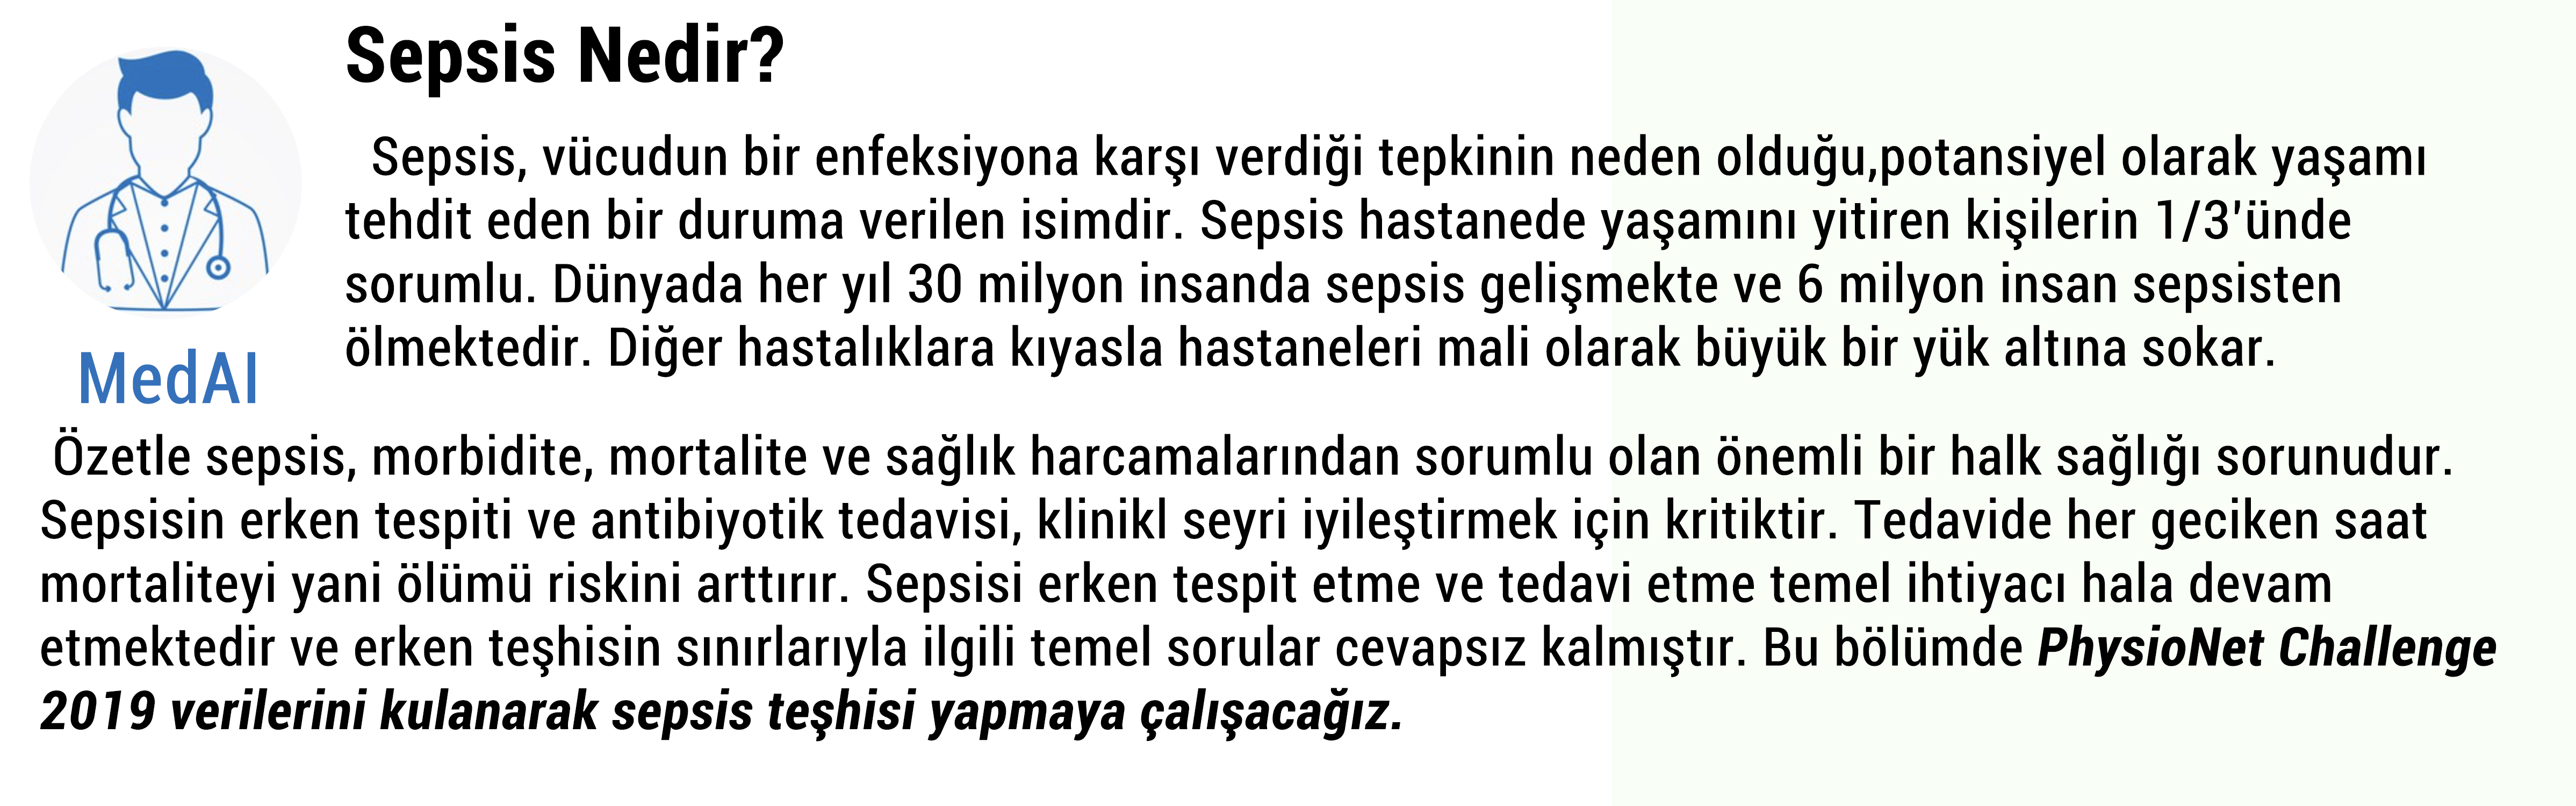 Sepsis Nedir?
Sepsis, vücudun bir enfeksiyona karşı verdiği tepkinin neden olduğu,potansiyel olarak yaşamı
tehdit eden bir duruma verilen isimdir. Sepsis hastanede yaşamını yitiren kişilerin 1/3'ünde
sorumlu. Dünyada her yıl 30 milyon insanda sepsis gelişmekte ve 6 milyon insan sepsisten
ölmektedir. Diğer hastalıklara kıyasla hastaneleri mali olarak büyük bir yük altına sokar.
MedAI
Özetle sepsis, morbidite, mortalite ve sağlık harcamalarından sorumlu olan önemli bir halk sağlığı sorunudur.
Sepsisin erken tespiti ve antibiyotik tedavisi, klinikl seyri iyileştirmek için kritiktir. Tedavide her geciken saat
mortaliteyi yani ölümü riskini arttırır. Sepsisi erken tespit etme ve tedavi etme temel ihtiyacı hala devam
etmektedir ve erken teşhisin sınırlarıyla ilgili temel sorular cevapsız kalmıştır. Bu bölümde PhysioNet Challenge
2019 verilerini kulanarak sepsis teşhisi yapmaya çalışacağız.